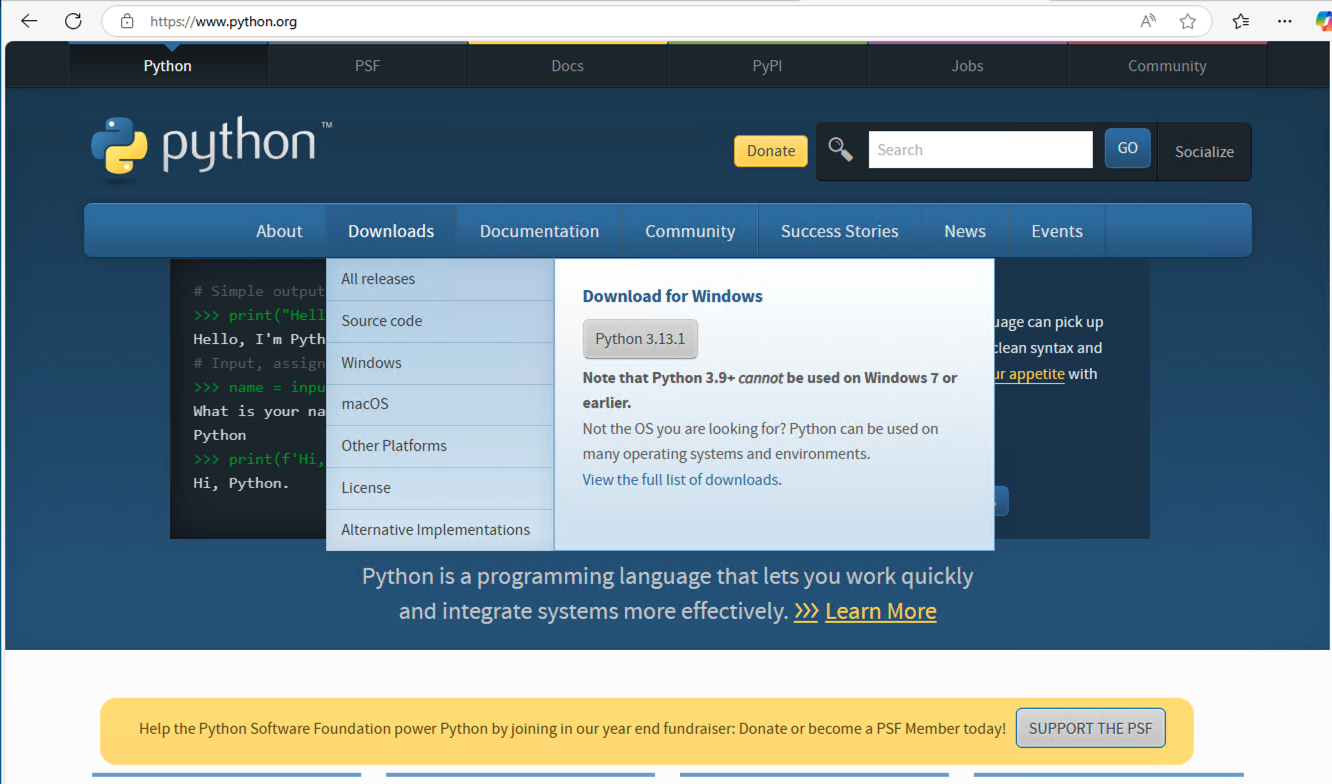 https://www.python.org
Python
PSF
Docs
PyPI
Jobs
Community
python™
Donate
Search
GO
Socialize
About
Downloads
Documentation
Community
Success Stories
News
Events
All releases
Source code
Windows
macOS
Other Platforms
License
Alternative Implementations
Download for Windows
Python 3.13.1
Note that Python 3.9+ cannot be used on Windows 7 or
earlier.
Not the OS you are looking for? Python can be used on
many operating systems and environments.
View the full list of downloads.
# Simple output
>>> print("Hell
Hello, I'm Pyth
# Input, assign
>>> name = inpu
What is your na
Python
>>> print(f'Hi,
Hi, Python.
uage can pick up
clean syntax and
ur appetite with
Python is a programming language that lets you work quickly
and integrate systems more effectively. >>> Learn More
Help the Python Software Foundation power Python by joining in our year end fundraiser: Donate or become a PSF Member today!
SUPPORT THE PSF